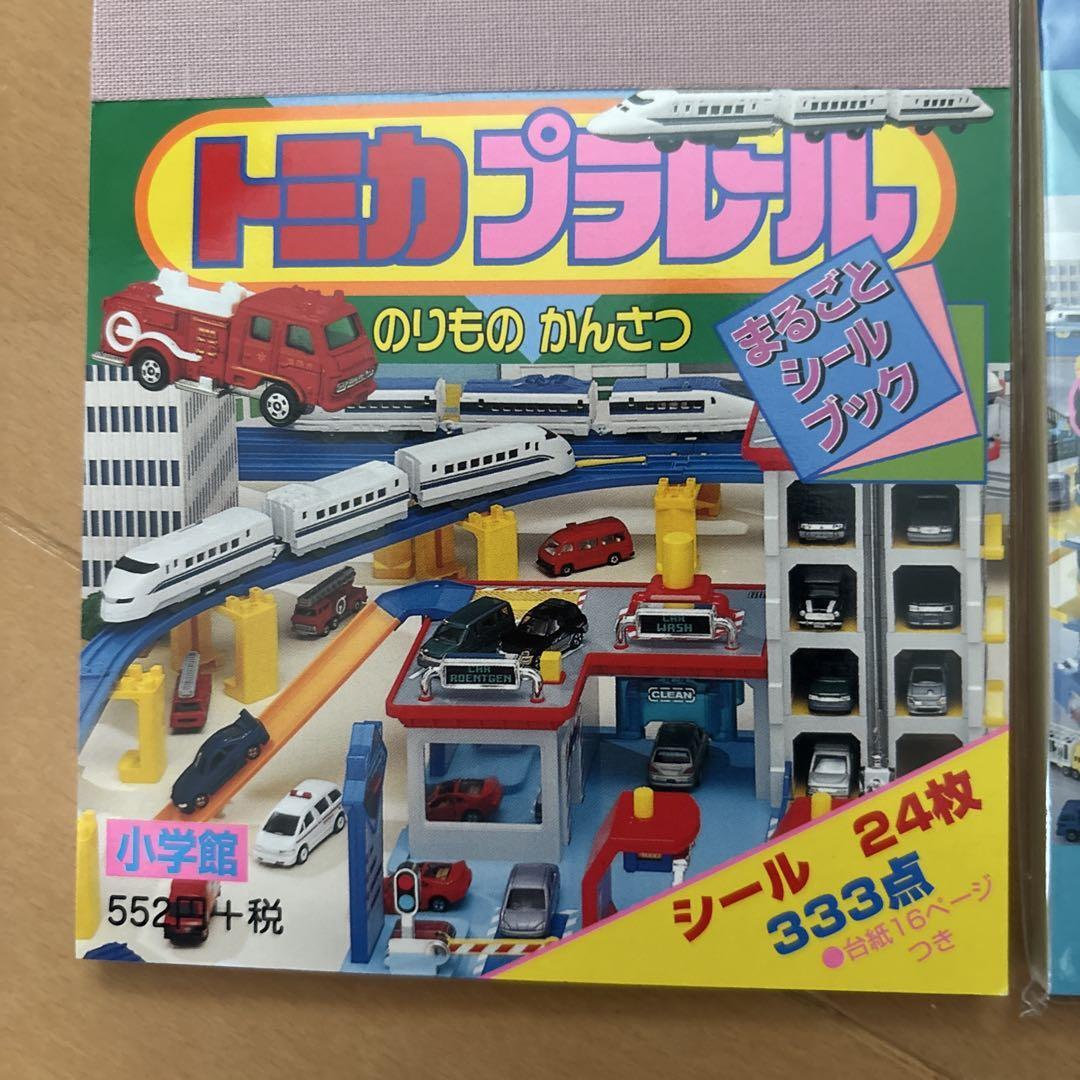 トミカプラレール
のりもの かんさつ
まるごと
シール
ブック
CAR
WASH
CAR
ROENTGEN
CLEAN
小学館
552円+税
シール 24枚
333点
●台紙16ページ
つき